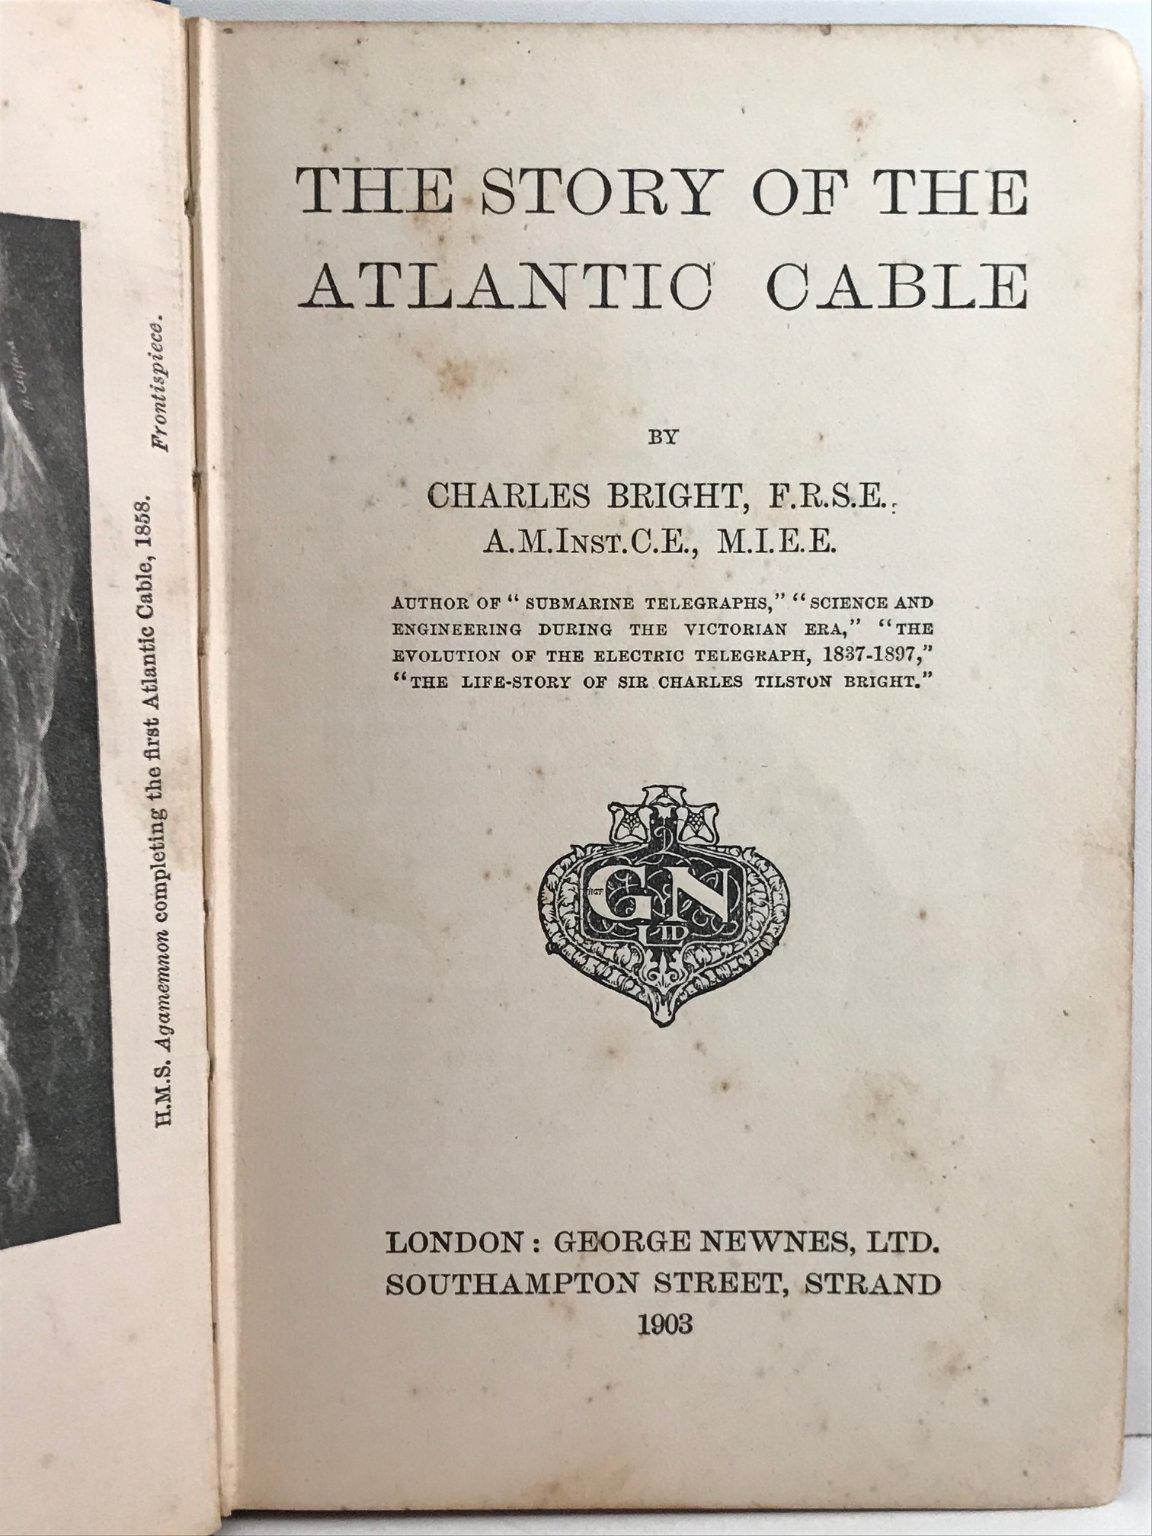 H.M.S. Agamemnon completing the first Atlantic Cable, 1858. Frontispiece.
THE STORY OF THE
ATLANTIC CABLE
BY
CHARLES BRIGHT, F.R.S.E.,
A.M.INST.C.E., M.I.E.E.
AUTHOR OF “ SUBMARINE TELEGRAPHS,” “SCIENCE AND
ENGINEERING DURING THE VICTORIAN ERA,” “THE
EVOLUTION OF THE ELECTRIC TELEGRAPH, 1837-1897,”
“THE LIFE-STORY OF SIR CHARLES TILSTON BRIGHT.”
GN
LTD
LONDON: GEORGE NEWNES, LTD.
SOUTHAMPTON STREET, STRAND
1903